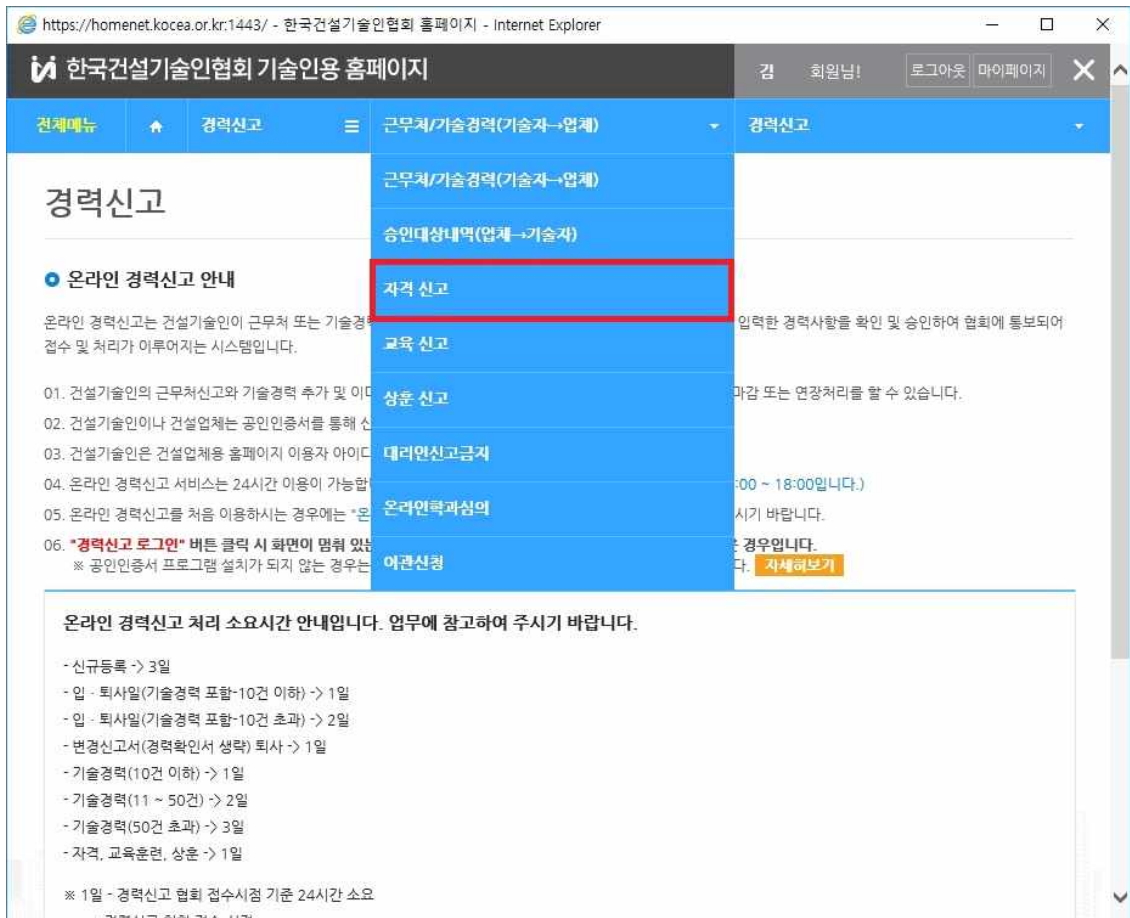 https://homenet.kocea.or.kr:1443/ - 한국건설기술인협회 홈페이지 - Internet Explorer
한국건설기술인협회 기술인용 홈페이지
김 회원님! 로그아웃 마이페이지
전체메뉴 경력신고 근무처/기술경력(기술자→업체) 경력신고
근무처/기술경력(기술자→업체)
승인대상내역(업체→기술자)
자격 신고
교육 신고
상훈 신고
대리인신고금지
온라인학과심의
이관신청
경력신고
온라인 경력신고 안내
온라인 경력신고는 건설기술인이 근무처 또는 기술경 입력한 경력사항을 확인 및 승인하여 협회에 통보되어
접수 및 처리가 이루어지는 시스템입니다.
01. 건설기술인의 근무처신고와 기술경력 추가 및 이 마감 또는 연장처리를 할 수 있습니다.
02. 건설기술인이나 건설업체는 공인인증서를 통해 신
03. 건설기술인은 건설업체용 홈페이지 이용자 아이디
04. 온라인 경력신고 서비스는 24시간 이용이 가능합 :00 ~ 18:00입니다.)
05. 온라인 경력신고를 처음 이용하시는 경우에는 "온 시기 바랍니다.
06. "경력신고 로그인" 버튼 클릭 시 화면이 멈춰 있는 경우입니다.
※ 공인인증서 프로그램 설치가 되지 않는 경우는 다. 자세히보기
온라인 경력신고 처리 소요시간 안내입니다. 업무에 참고하여 주시기 바랍니다.
- 신규등록 -> 3일
- 입 · 퇴사일(기술경력 포함-10건 이하) -> 1일
- 입 · 퇴사일(기술경력 포함-10건 초과) -> 2일
- 변경신고서(경력확인서 생략) 퇴사 -> 1일
- 기술경력(10건 이하) -> 1일
- 기술경력(11 ~ 50건) -> 2일
- 기술경력(50건 초과) -> 3일
- 자격, 교육훈련, 상훈 -> 1일
※ 1일 - 경력신고 협회 접수시점 기준 24시간 소요